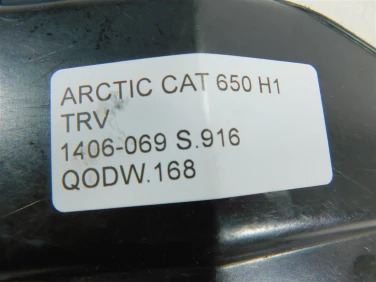 ARCTIC CAT 650 H1
TRV
1406-069 S.916
QODW.168